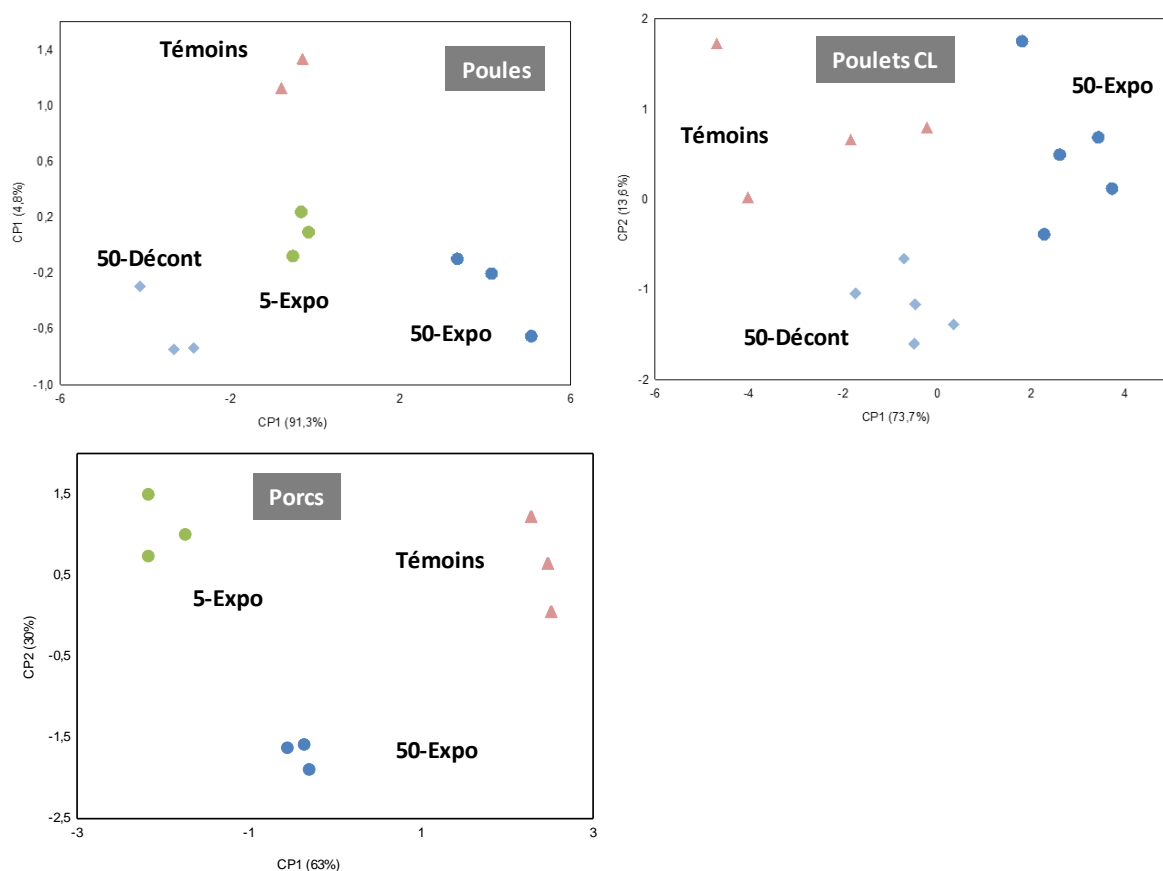 Poules
Témoins
50-Décont
5-Expo
50-Expo
1,4
1,0
0,6
0,2
-0,2
-0,6
-1,0
CP1 (4,8%)
-6
-2
2
6
CP1 (91,3%)
Poulets CL
50-Expo
Témoins
50-Décont
2
1
0
-1
-2
CP2 (13,6%)
-6
-4
-2
0
2
4
CP1 (73,7%)
Porcs
Témoins
5-Expo
50-Expo
1,5
0,5
-0,5
-1,5
-2,5
CP2 (30%)
-3
-1
1
3
CP1 (63%)